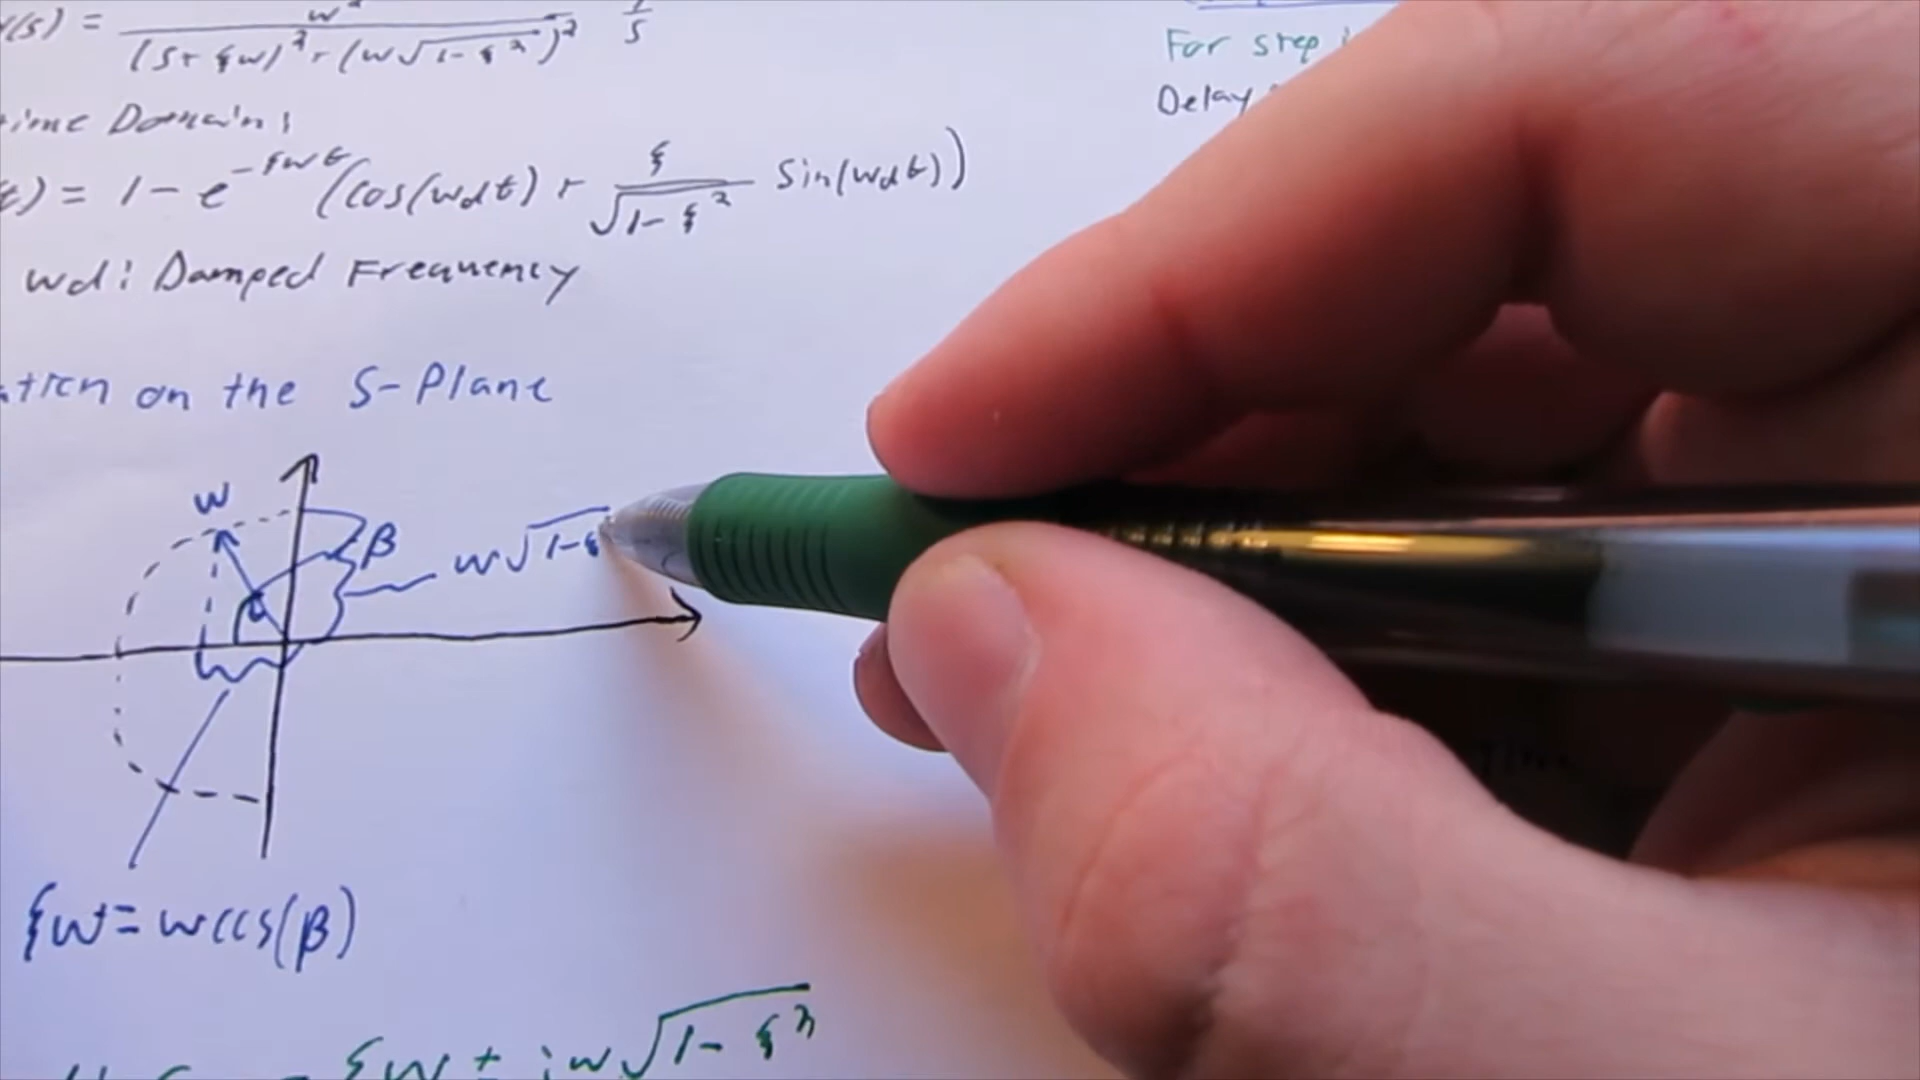 (s) = w² / ((s+ξw)²+(w√1-ξ²)²) 1/s
For step
Delay
ime Domain:
t) = 1 - e^-ξwt (cos(wdt) + ξ/√1-ξ² Sin(wdt))
wd: Damped Frequency
ation on the S-Plane
w
β
w√1-ξ
ξw = wcos(β)
ξw ± jw√1-ξ²